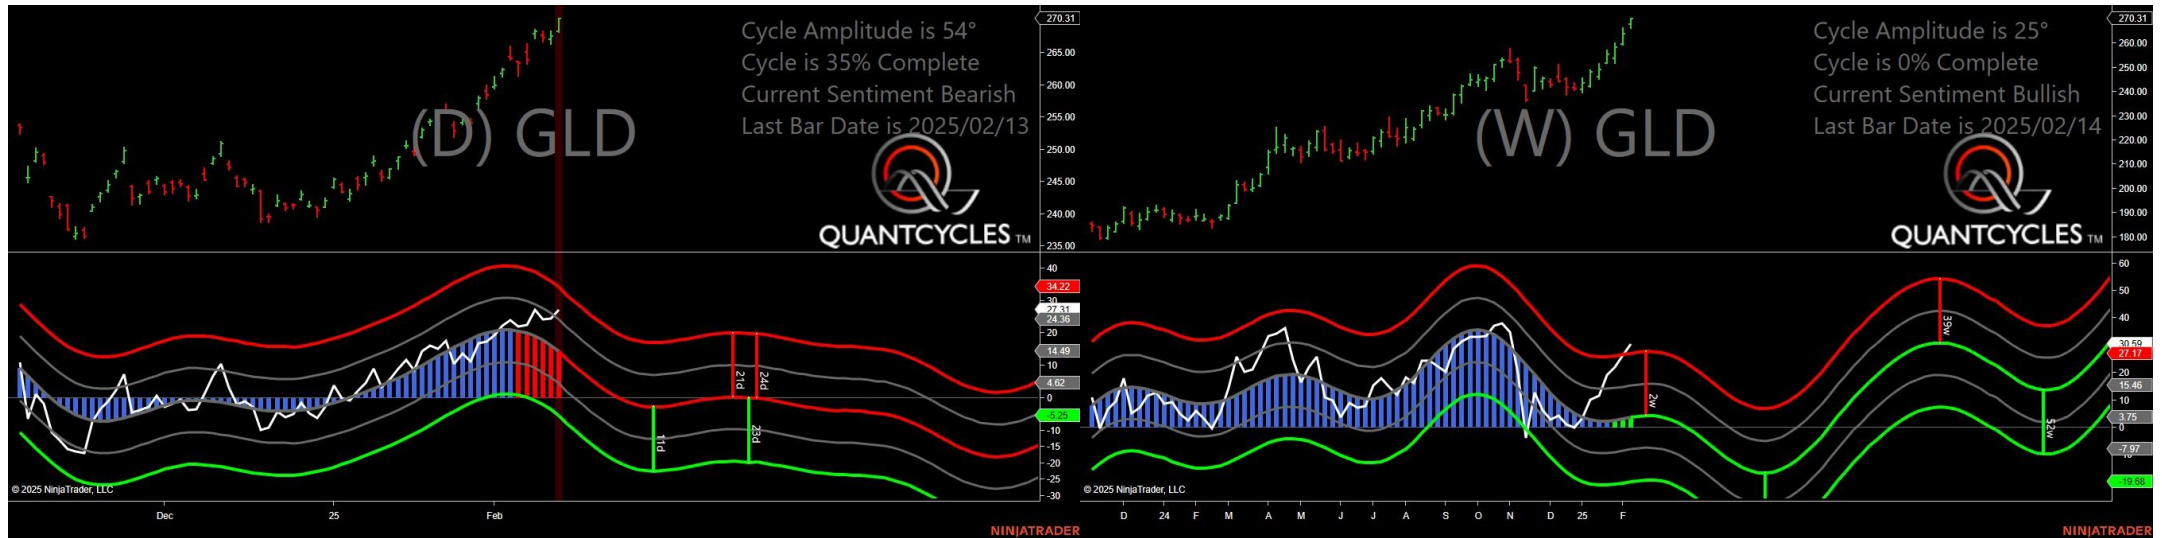 Cycle Amplitude is 54°
Cycle is 35% Complete
Current Sentiment Bearish
Last Bar Date is 2025/02/13
(D) GLD
QUANTCYCLES TM
270.31
265.00
260.00
255.00
250.00
245.00
240.00
235.00
40
34.22
30
27.31
24.36
20
14.49
10
4.62
0
-5.25
-10
-15
-20
-25
-30
11d
21d
24d
23d
© 2025 NinjaTrader, LLC
Dec
25
Feb
NINJATRADER
Cycle Amplitude is 25°
Cycle is 0% Complete
Current Sentiment Bullish
Last Bar Date is 2025/02/14
(W) GLD
QUANTCYCLES TM
270.31
260.00
250.00
240.00
230.00
220.00
210.00
200.00
190.00
180.00
60
50
40
30.59
27.17
20
15.46
10
3.75
0
-7.97
-19.68
2w
39w
52w
© 2025 NinjaTrader, LLC
D 24 F M A M J J A S O N D 25 F
NINJATRADER